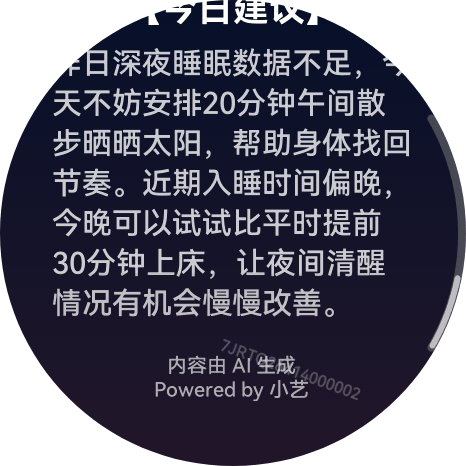 【今日建议】
昨日深夜睡眠数据不足，今
天不妨安排20分钟午间散
步晒晒太阳，帮助身体找回
节奏。近期入睡时间偏晚，
今晚可以试试比平时提前
30分钟上床，让夜间清醒
情况有机会慢慢改善。
内容由 AI 生成
Powered by 小艺